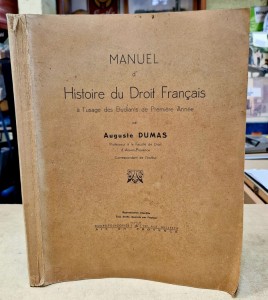 MANUEL
d'
Histoire du Droit Français
à l'usage des Étudiants de Première Année
PAR
Auguste DUMAS
Professeur à la Faculté de Droit
d'Aix-en-Provence